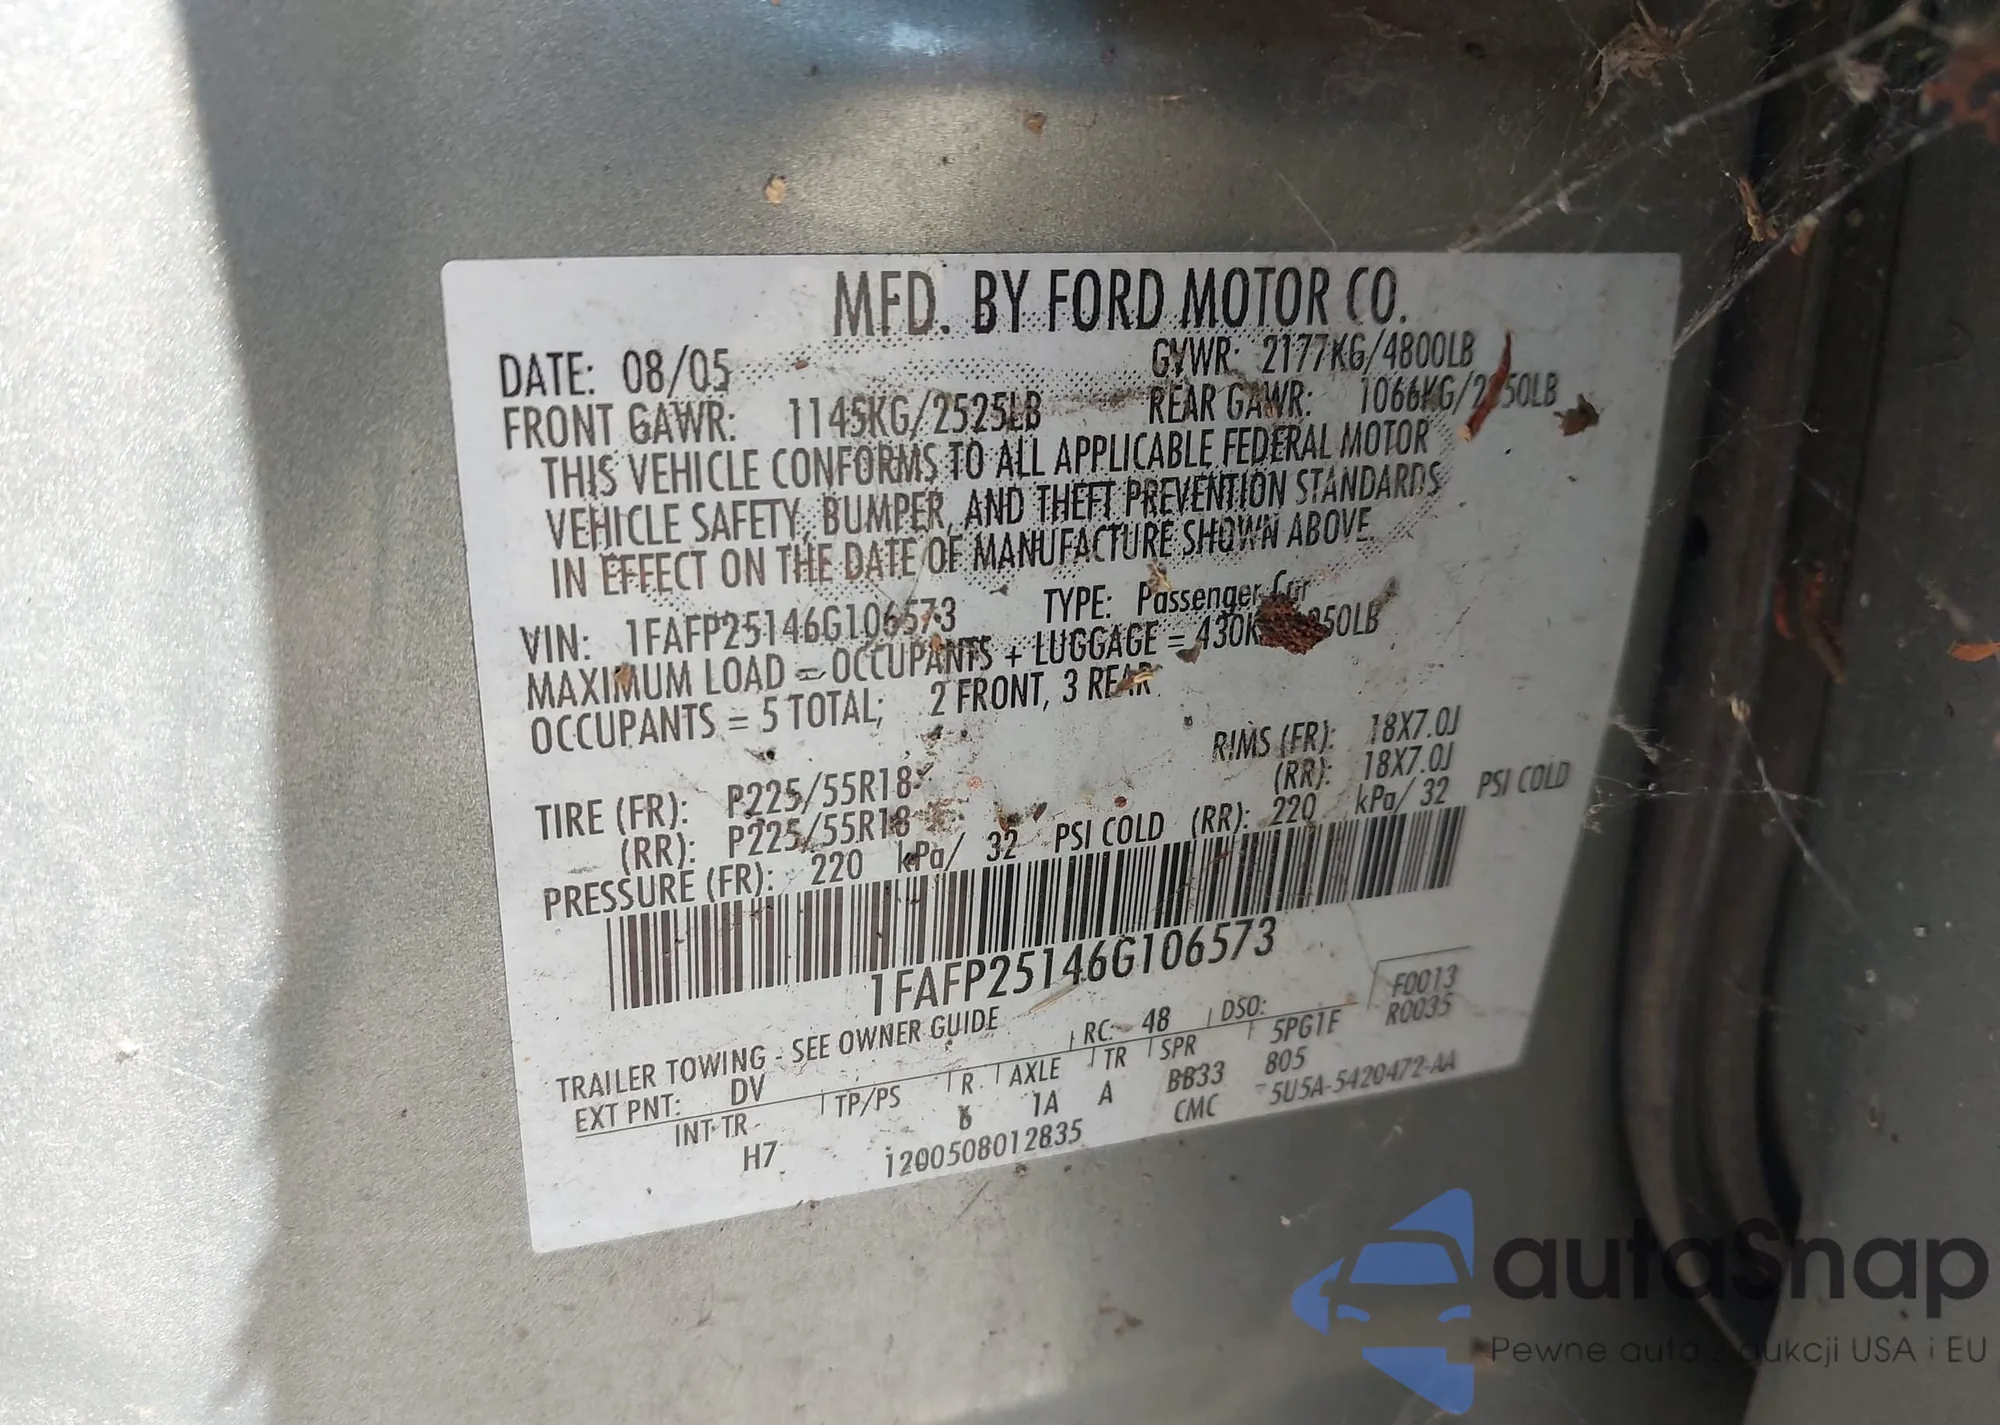 MFD. BY FORD MOTOR CO.
DATE: 08/05 GVWR: 2177KG/4800LB
FRONT GAWR: 1145KG/2525LB REAR GAWR: 1066KG/
THIS VEHICLE CONFORMS TO ALL APPLICABLE FEDERAL MOTOR
VEHICLE SAFETY, BUMPER, AND THEFT PREVENTION STANDARDS
IN EFFECT ON THE DATE OF MANUFACTURE SHOWN ABOVE.
VIN: 1FAFP25146G106573 TYPE: Passenger Car
MAXIMUM LOAD = OCCUPANTS + LUGGAGE =
OCCUPANTS = 5 TOTAL; 2 FRONT, 3 REAR
RIMS (FR): 18X7.0J
TIRE (FR): P225/55R18 (RR): 18X7.0J
(RR): P225/55R18
PRESSURE (FR): 220 kPa/ 32 PSI COLD (RR): 220 kPa/ 32 PSI COLD
1FAFP25146G106573
TRAILER TOWING - SEE OWNER GUIDE
F0013
RC: 48 DSO: R0035
EXT PNT: DV
INT TR TP/PS R AXLE TR SPR 5PG1E
H7 1A A BB33 805
1200508012835 CMC 5U5A-5420472-AA
autoSnap
Pewne auto z aukcji USA i EU